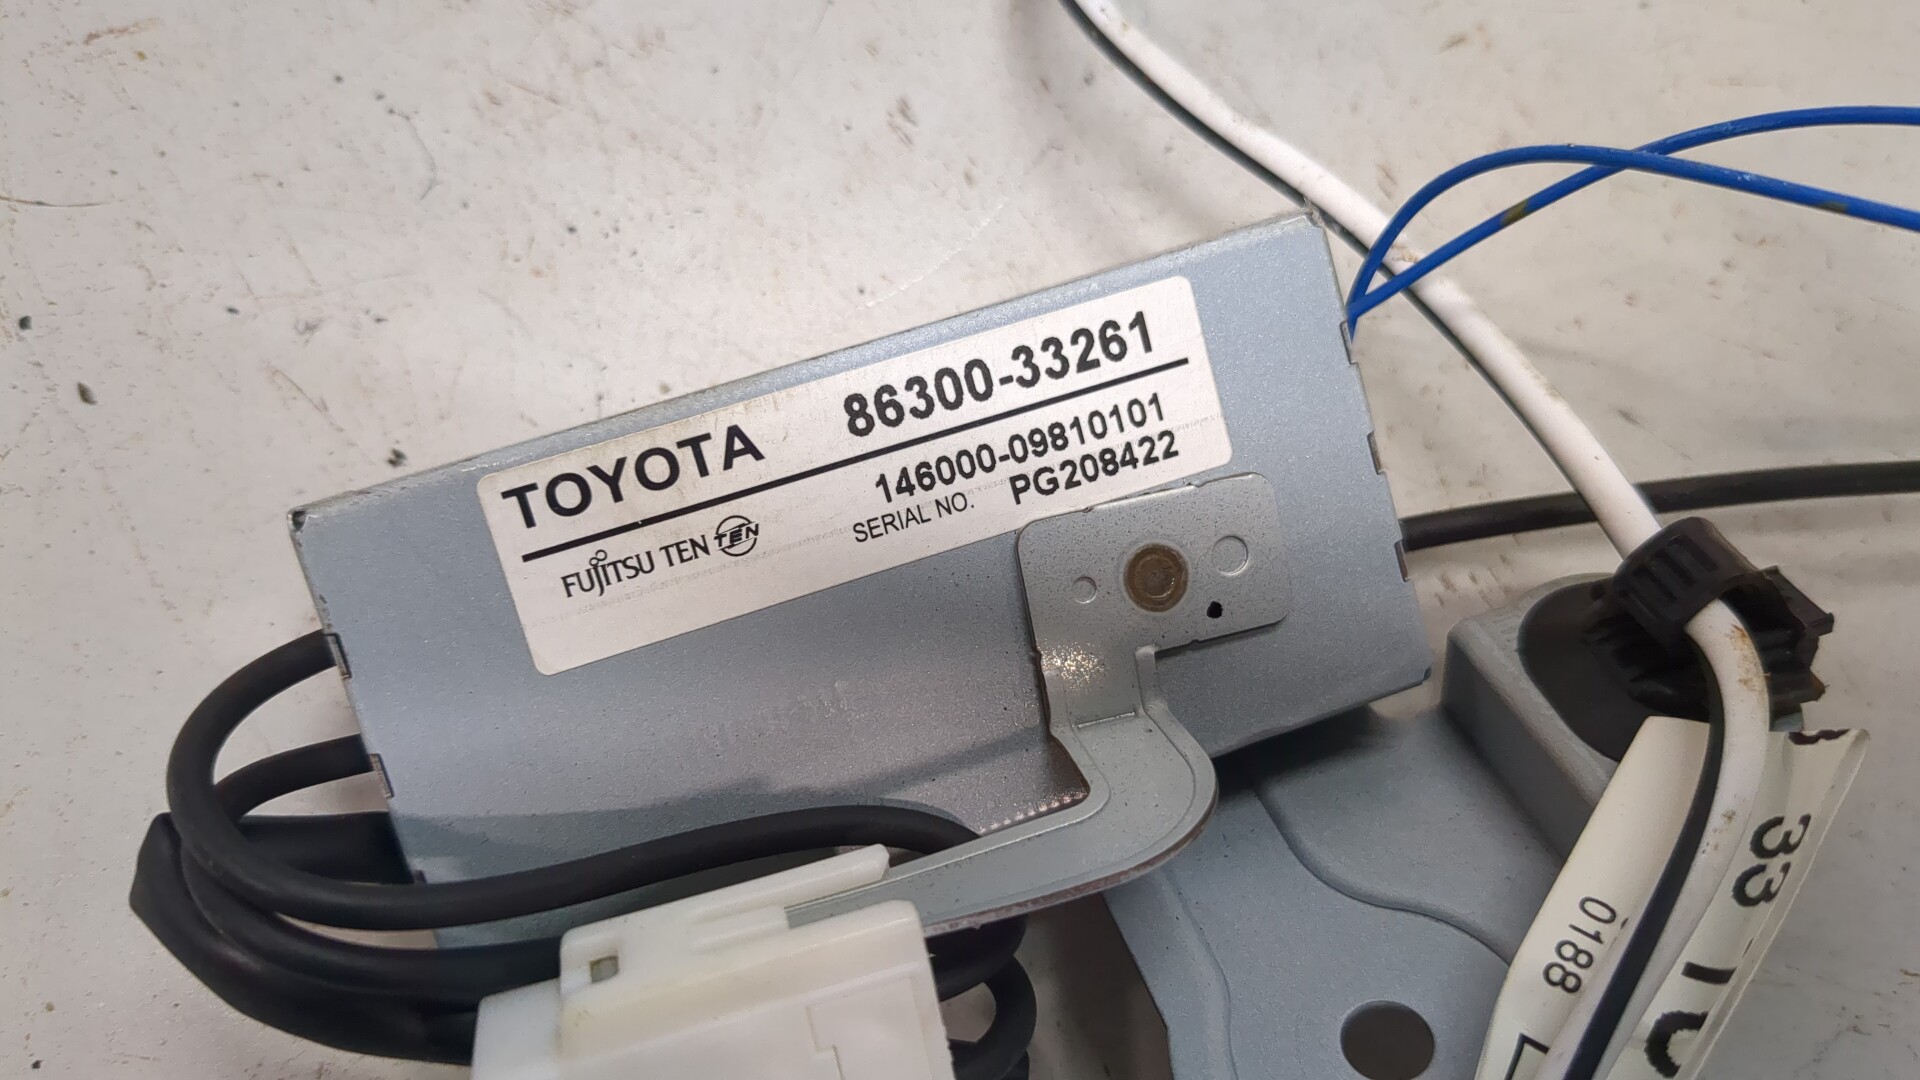 TOYOTA 86300-33261
FUJITSU TEN TEN 146000-09810101
SERIAL NO. PG208422
33
0188